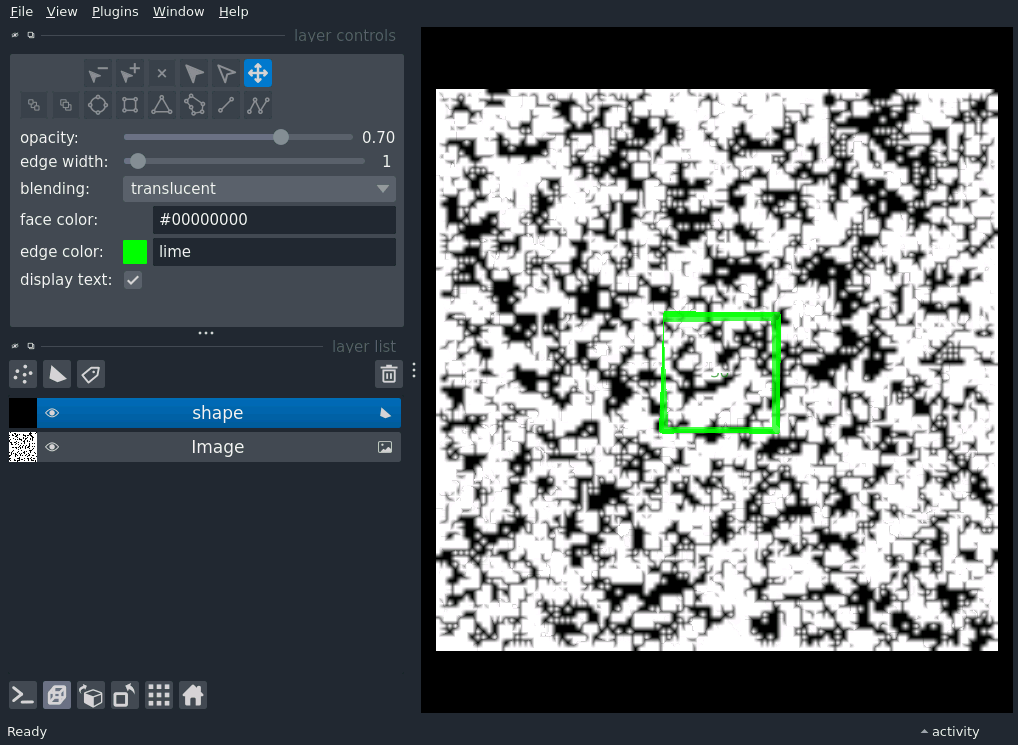 File View Plugins Window Help
layer controls
opacity: 0.70
edge width: 1
blending: translucent
face color: #00000000
edge color: lime
display text:
layer list
shape
Image
Ready
activity